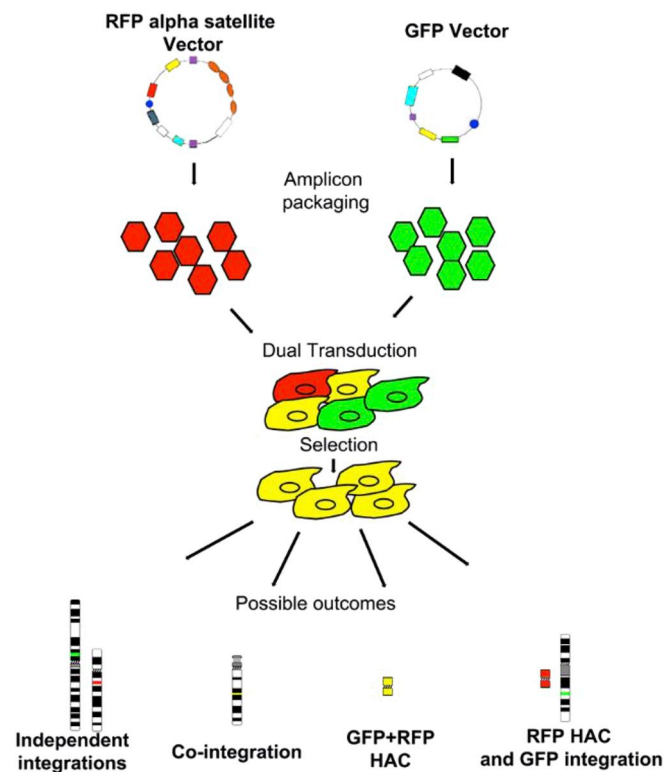 RFP alpha satellite
Vector
GFP Vector
Amplicon
packaging
Dual Transduction
Selection
Possible outcomes
Independent
integrations
Co-integration
GFP+RFP
HAC
RFP HAC
and GFP integration